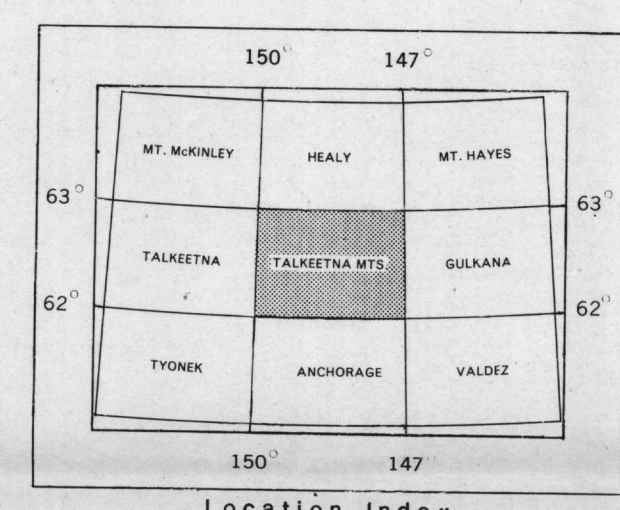 150° 147°
MT. McKINLEY HEALY MT. HAYES
63° 63°
TALKEETNA TALKEETNA MTS. GULKANA
62° 62°
TYONEK ANCHORAGE VALDEZ
150° 147
Location Index